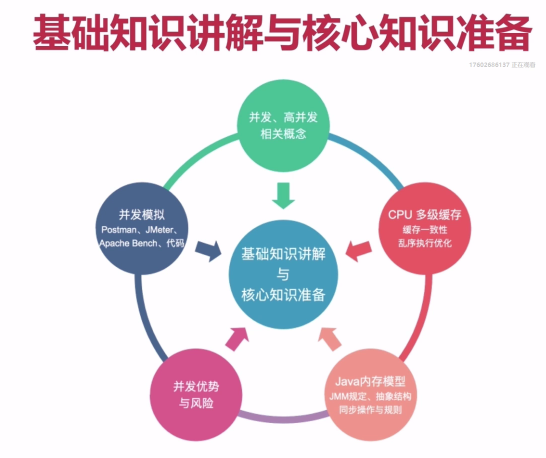 基础知识讲解与核心知识准备
正在观看
并发、高并发
相关概念
并发模拟
Postman、JMeter、
Apache Bench、代码
CPU 多级缓存
缓存一致性
乱序执行优化
基础知识讲解
与
核心知识准备
并发优势
与风险
Java内存模型
JMM规定、抽象结构
同步操作与规则